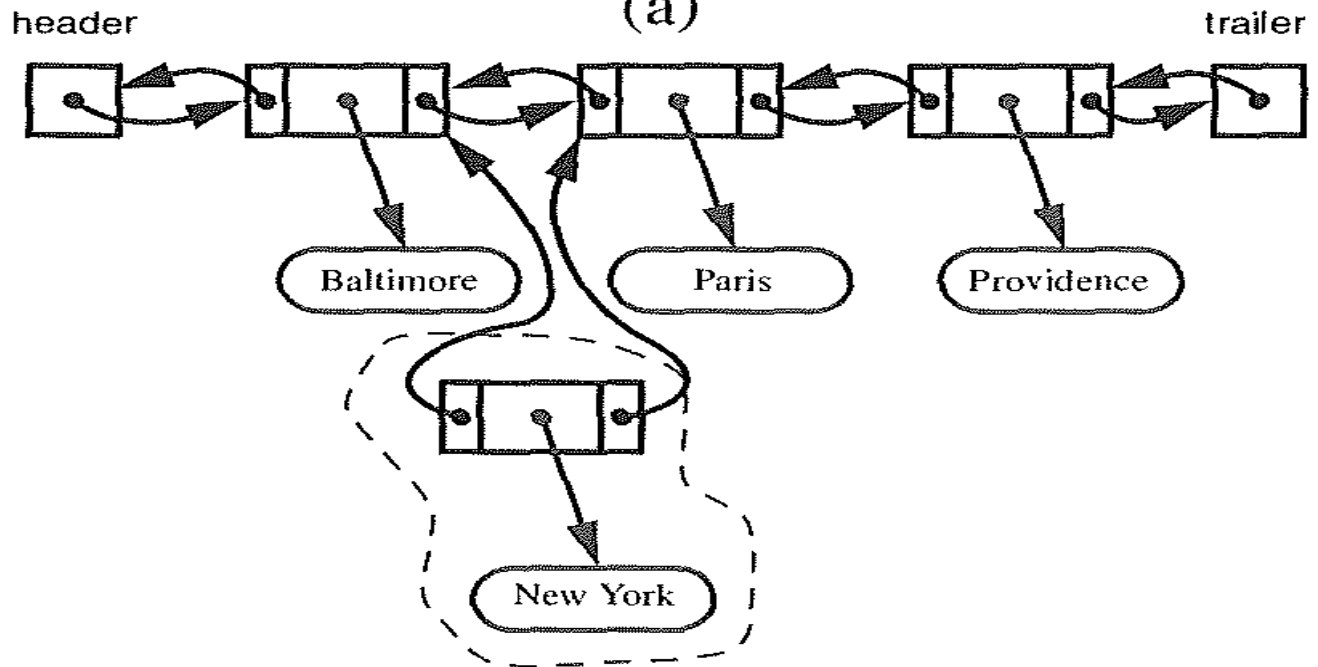 (a)
header
trailer
Baltimore
Paris
Providence
New York